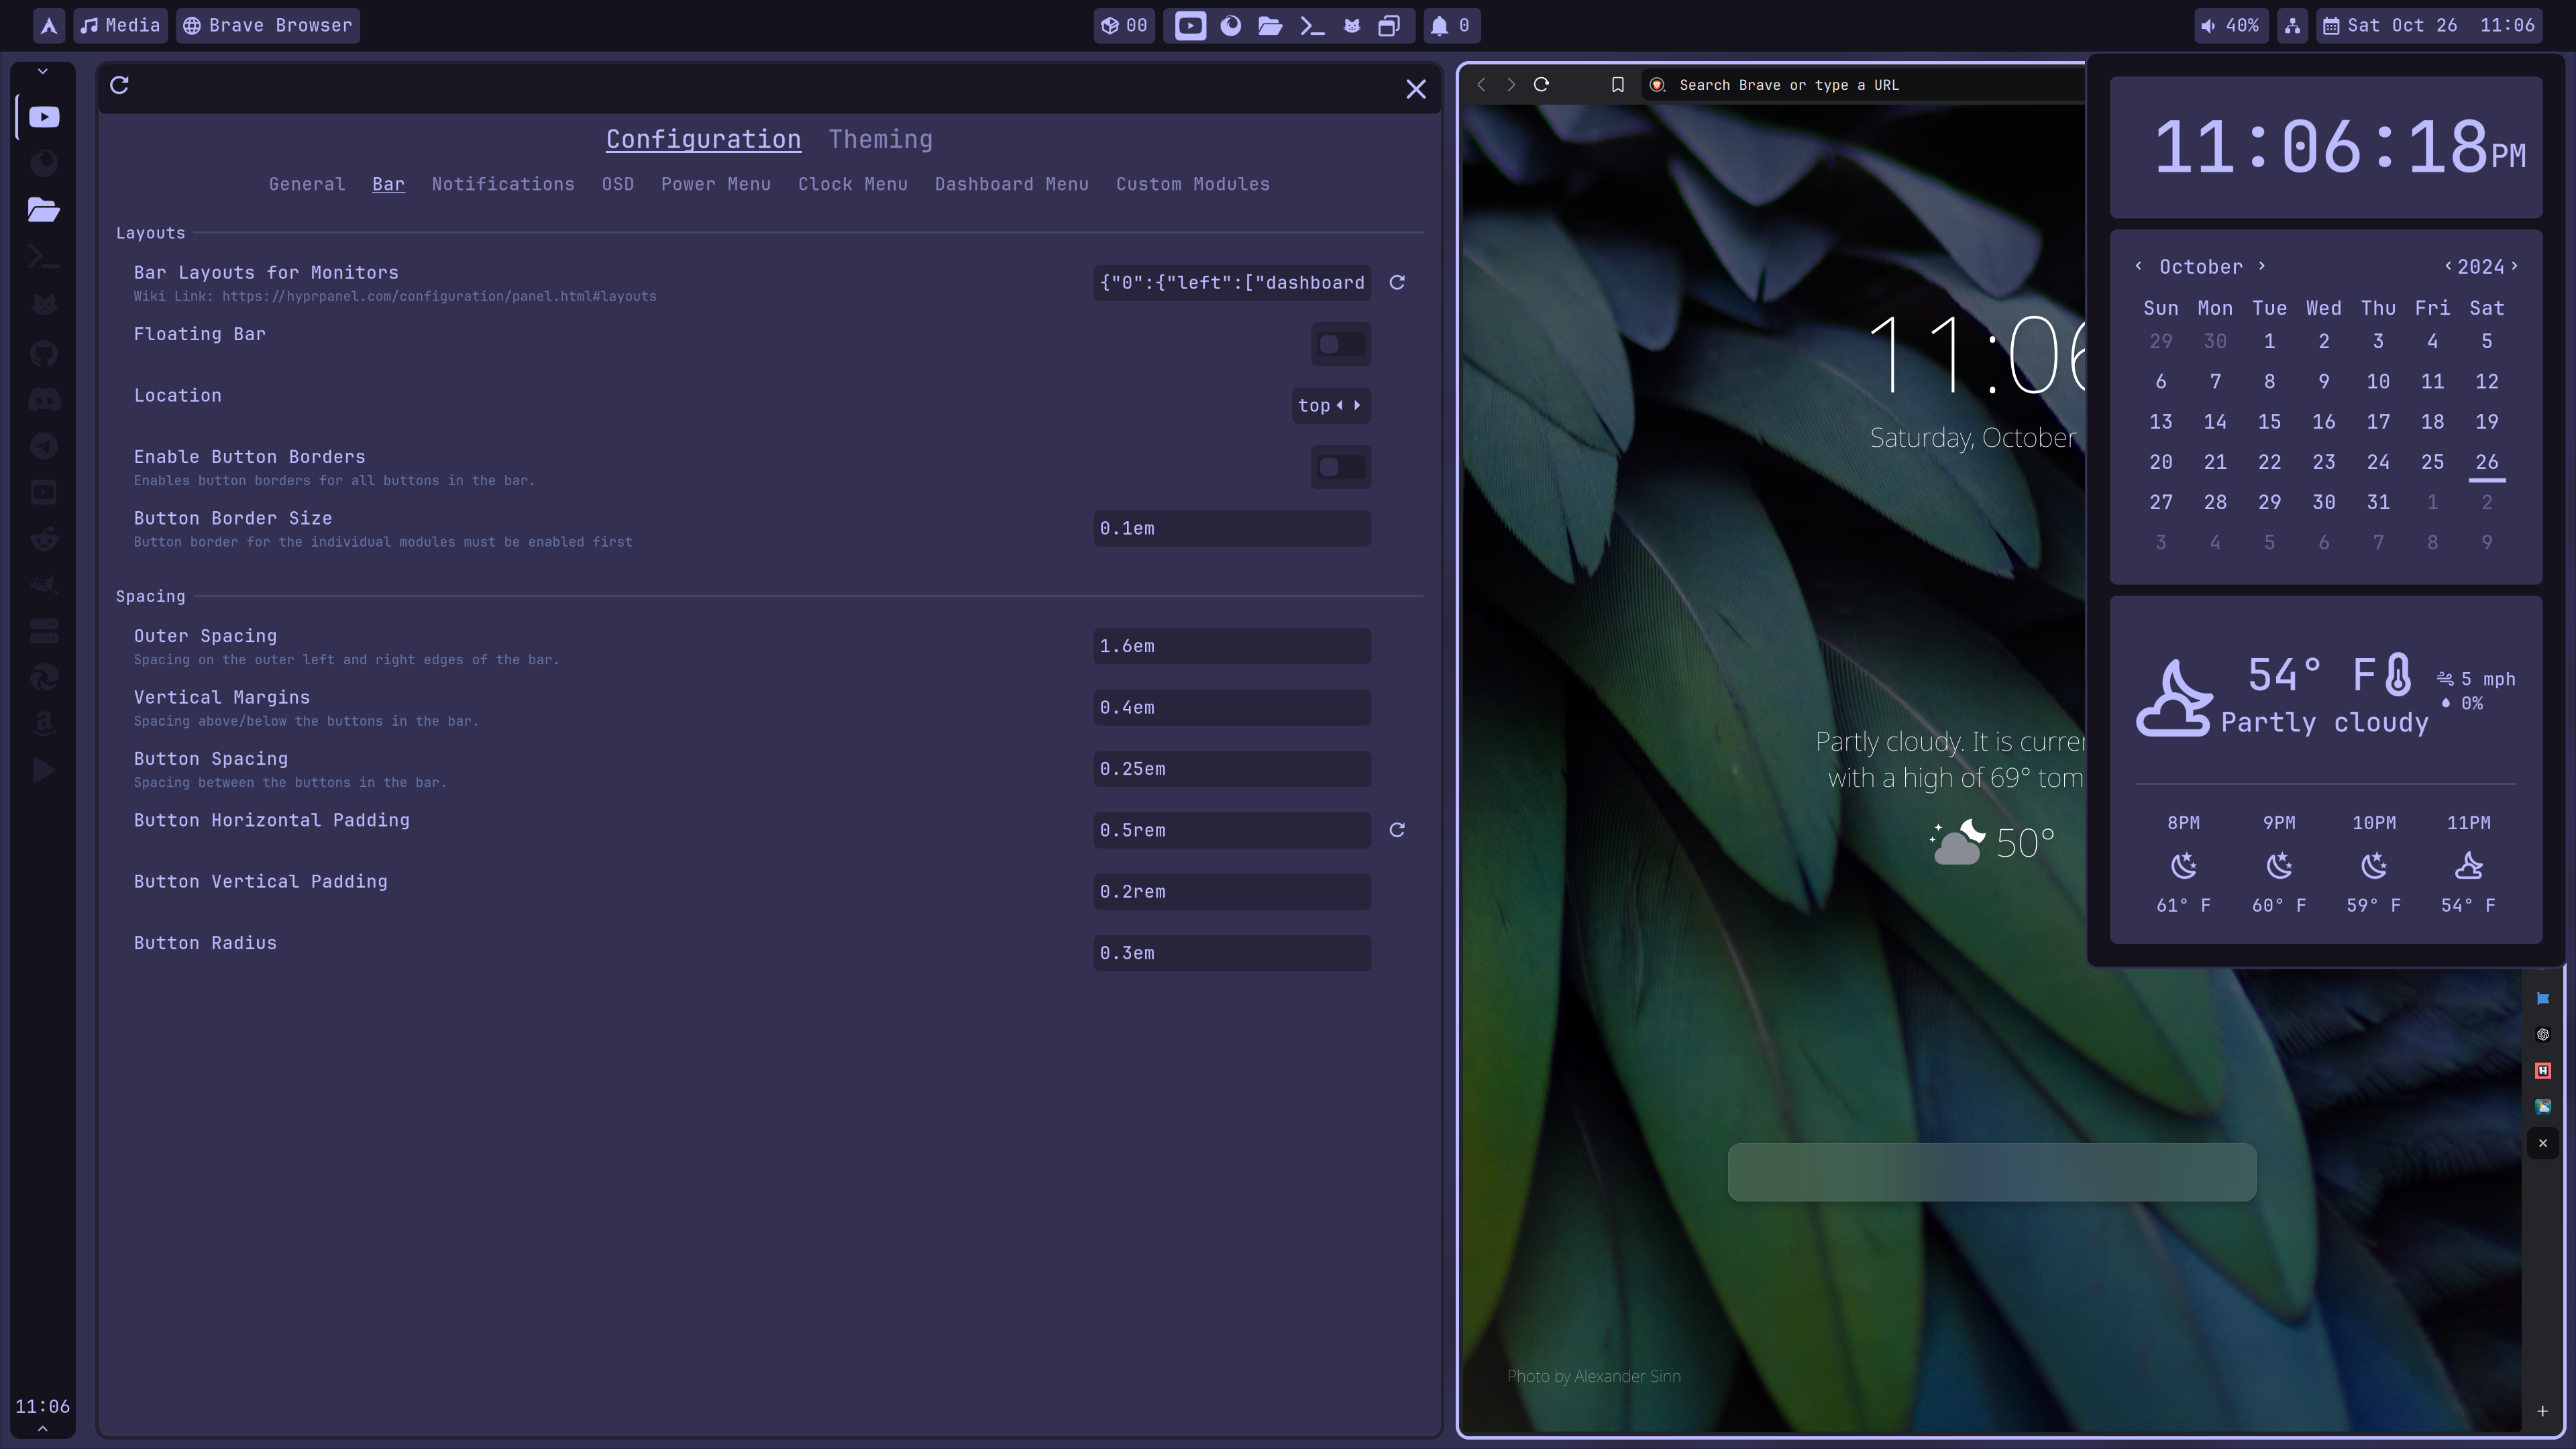 Media
Brave Browser
00
0
40%
Sat Oct 26 11:06
Configuration Theming
General Bar Notifications OSD Power Menu Clock Menu Dashboard Menu Custom Modules
Layouts
Bar Layouts for Monitors
{"0":{"left":["dashboard
Wiki Link: https://hyprpanel.com/configuration/panel.html#layouts
Floating Bar
Location
top
Enable Button Borders
Enables button borders for all buttons in the bar.
Button Border Size
0.1em
Button border for the individual modules must be enabled first
Spacing
Outer Spacing
1.6em
Spacing on the outer left and right edges of the bar.
Vertical Margins
0.4em
Spacing above/below the buttons in the bar.
Button Spacing
0.25em
Spacing between the buttons in the bar.
Button Horizontal Padding
0.5rem
Button Vertical Padding
0.2rem
Button Radius
0.3em
11:06
Search Brave or type a URL
11:06
Saturday, October
Partly cloudy. It is curre
with a high of 69° tom
50°
Photo by Alexander Sinn
11:06:18PM
October 2024
Sun Mon Tue Wed Thu Fri Sat
29 30 1 2 3 4 5
6 7 8 9 10 11 12
13 14 15 16 17 18 19
20 21 22 23 24 25 26
27 28 29 30 31 1 2
3 4 5 6 7 8 9
54° F
5 mph
0%
Partly cloudy
8PM 9PM 10PM 11PM
61° F 60° F 59° F 54° F